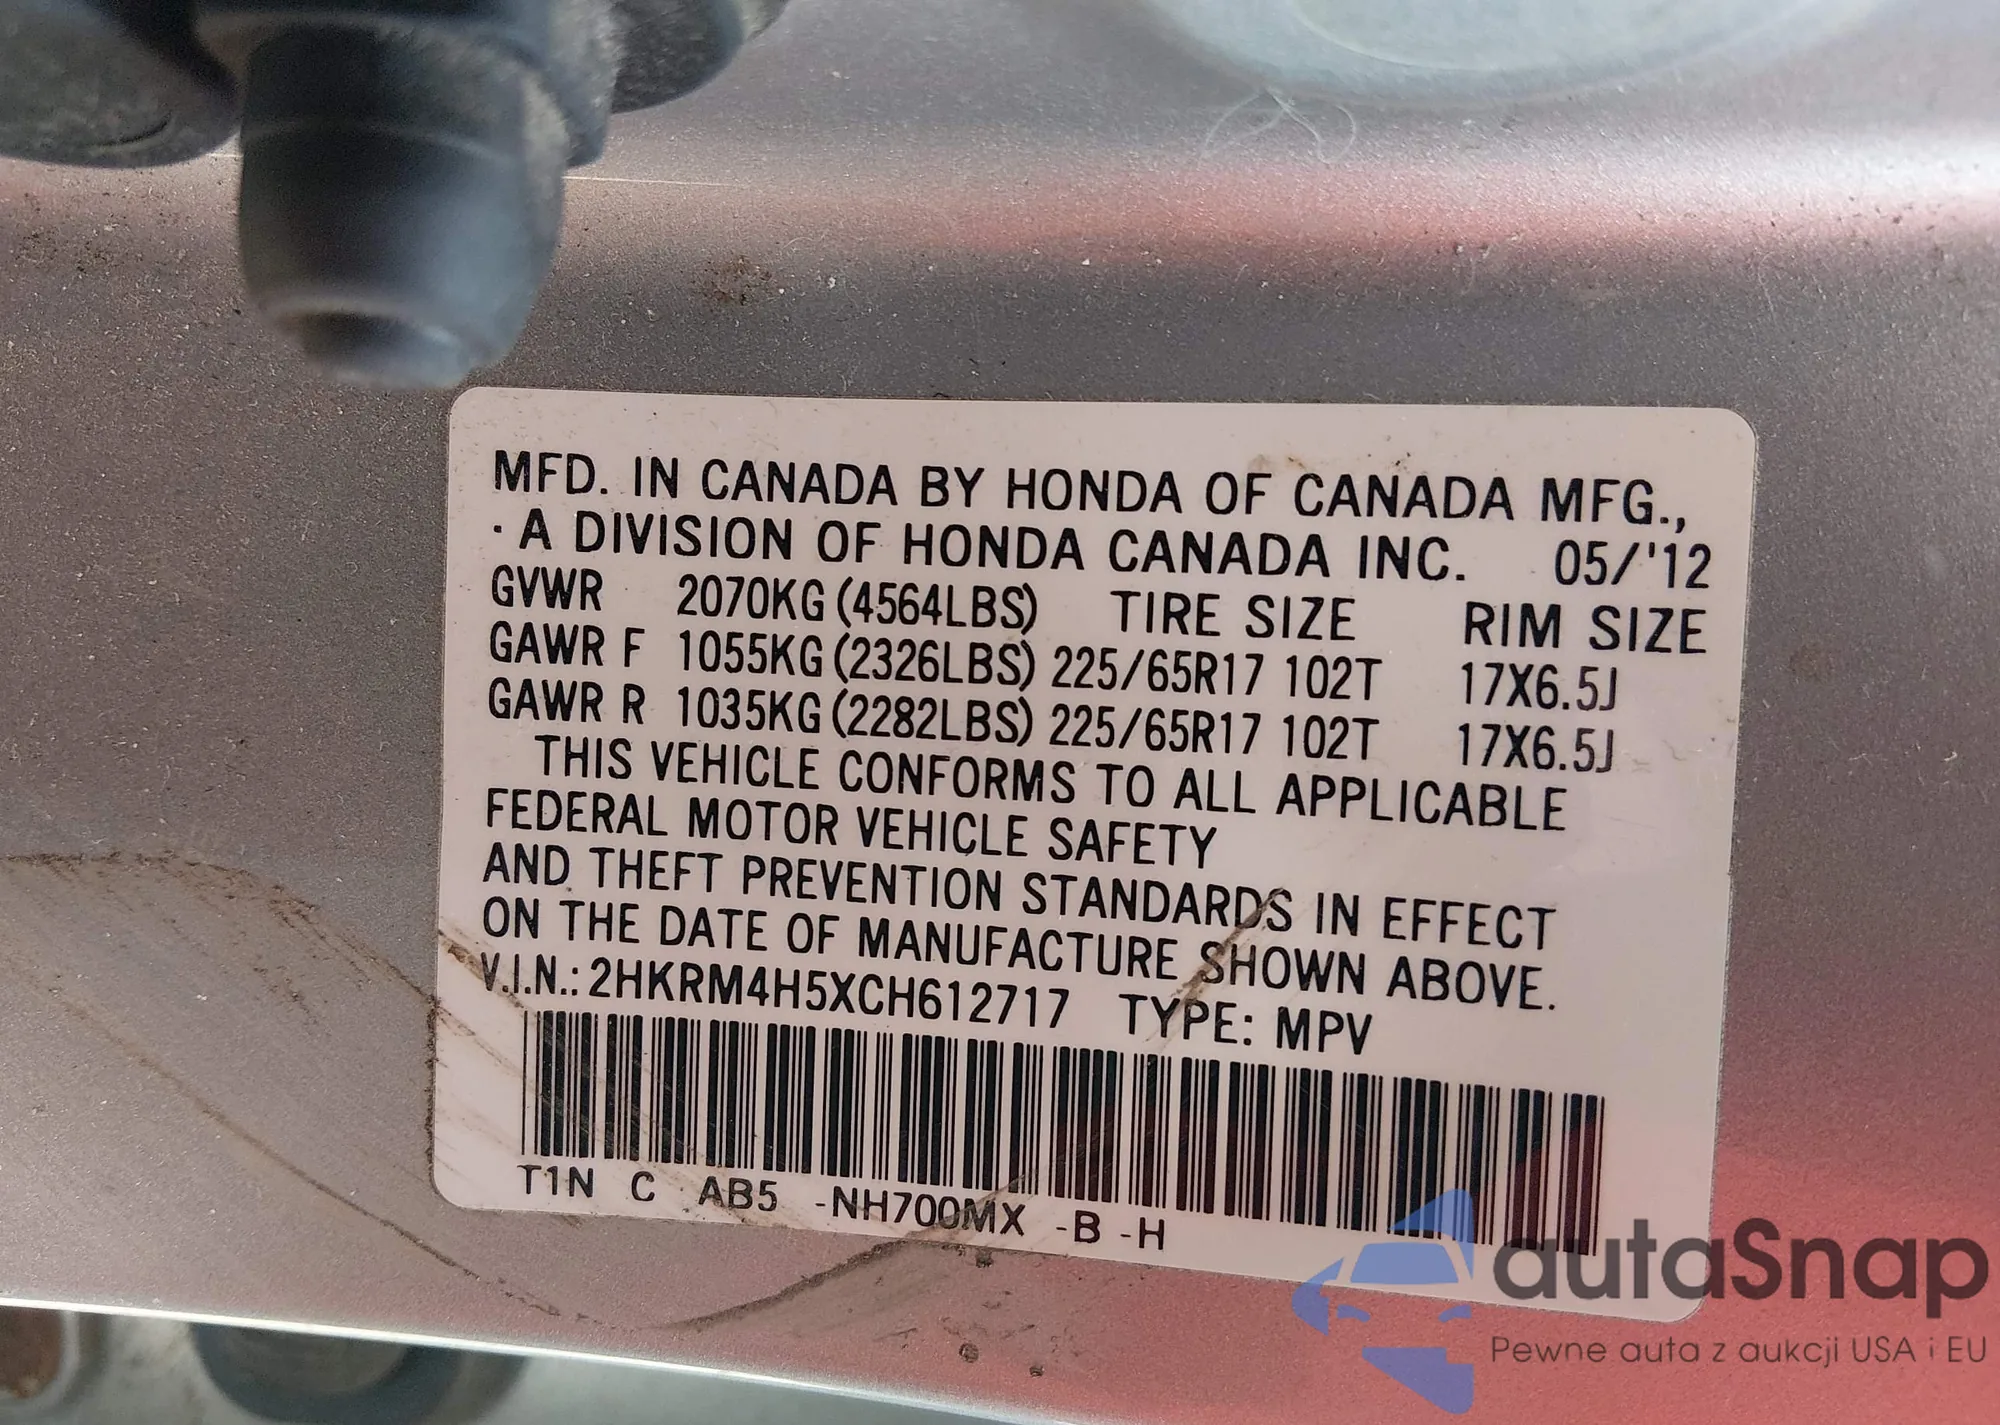 MFD. IN CANADA BY HONDA OF CANADA MFG.,
· A DIVISION OF HONDA CANADA INC. 05/'12
GVWR 2070KG (4564LBS) TIRE SIZE RIM SIZE
GAWR F 1055KG (2326LBS) 225/65R17 102T 17X6.5J
GAWR R 1035KG (2282LBS) 225/65R17 102T 17X6.5J
THIS VEHICLE CONFORMS TO ALL APPLICABLE
FEDERAL MOTOR VEHICLE SAFETY
AND THEFT PREVENTION STANDARDS IN EFFECT
ON THE DATE OF MANUFACTURE SHOWN ABOVE.
V.I.N.: 2HKRM4H5XCH612717 TYPE: MPV
T1N C AB5 -NH700MX -B -H
autaSnap
Pewne auta z aukcji USA i EU